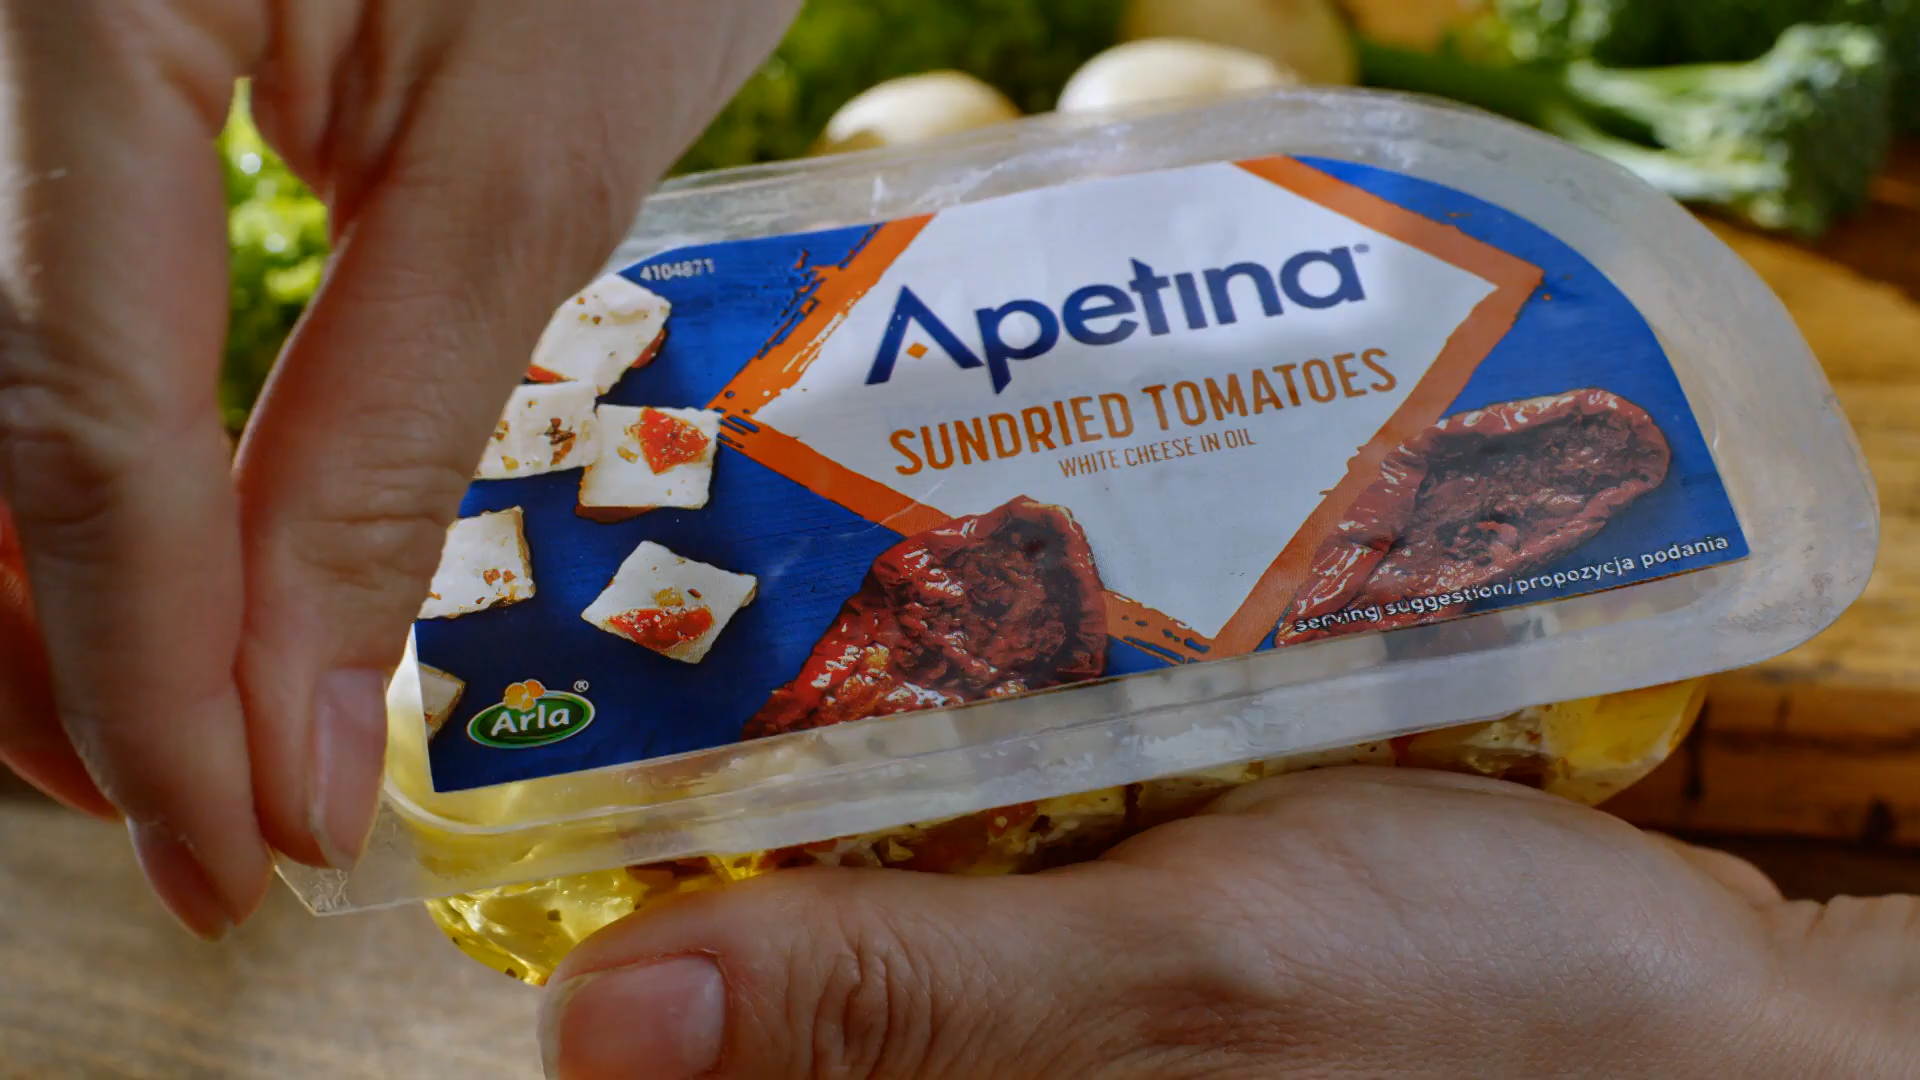 4104871
Apetina
SUNDRIED TOMATOES
WHITE CHEESE IN OIL
serving suggestion/propozycja podania
Arla®